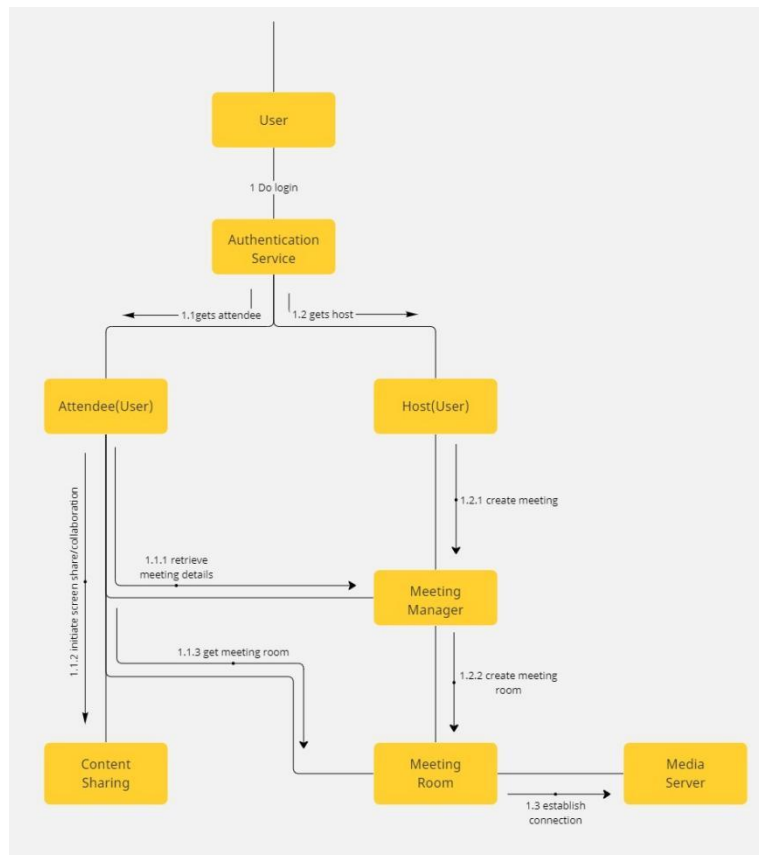 User
1 Do login
Authentication
Service
1.1gets attendee
1.2 gets host
Attendee(User)
Host(User)
1.2.1 create meeting
1.1.2 initiate screen share/collaboration
1.1.1 retrieve
meeting details
Meeting
Manager
1.1.3 get meeting room
1.2.2 create meeting
room
Content
Sharing
Meeting
Room
Media
Server
1.3 establish
connection